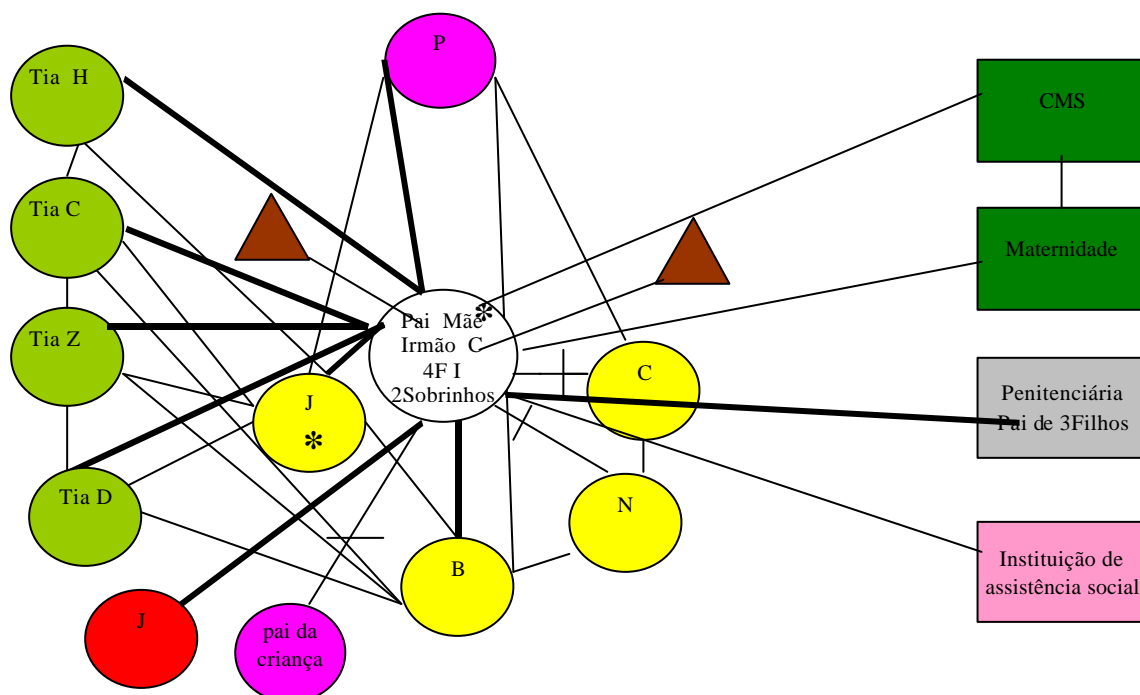 P
Tia H
CMS
Tia C
Maternidade
Pai Mãe *
Irmão C
4F I
2Sobrinhos
Tia Z
C
J
*
Penitenciária
Pai de 3Filhos
Tia D
N
B
Instituição de
assistência social
J
pai da
criança